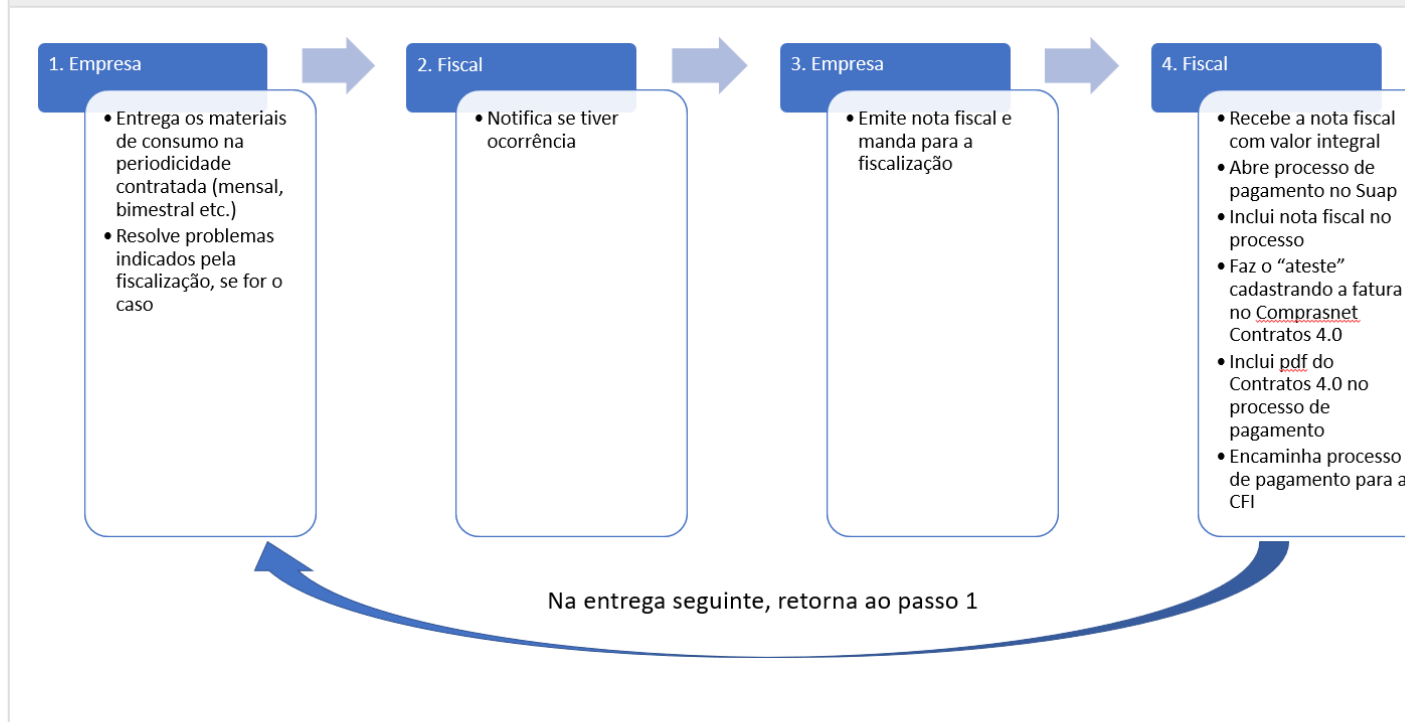 1. Empresa
• Entrega os materiais
de consumo na
periodicidade
contratada (mensal,
bimestral etc.)
• Resolve problemas
indicados pela
fiscalização, se for o
caso
2. Fiscal
• Notifica se tiver
ocorrência
3. Empresa
• Emite nota fiscal e
manda para a
fiscalização
4. Fiscal
• Recebe a nota fiscal
com valor integral
• Abre processo de
pagamento no Suap
• Inclui nota fiscal no
processo
• Faz o “ateste”
cadastrando a fatura
no Comprasnet
Contratos 4.0
• Inclui pdf do
Contratos 4.0 no
processo de
pagamento
• Encaminha processo
de pagamento para a
CFI
Na entrega seguinte, retorna ao passo 1